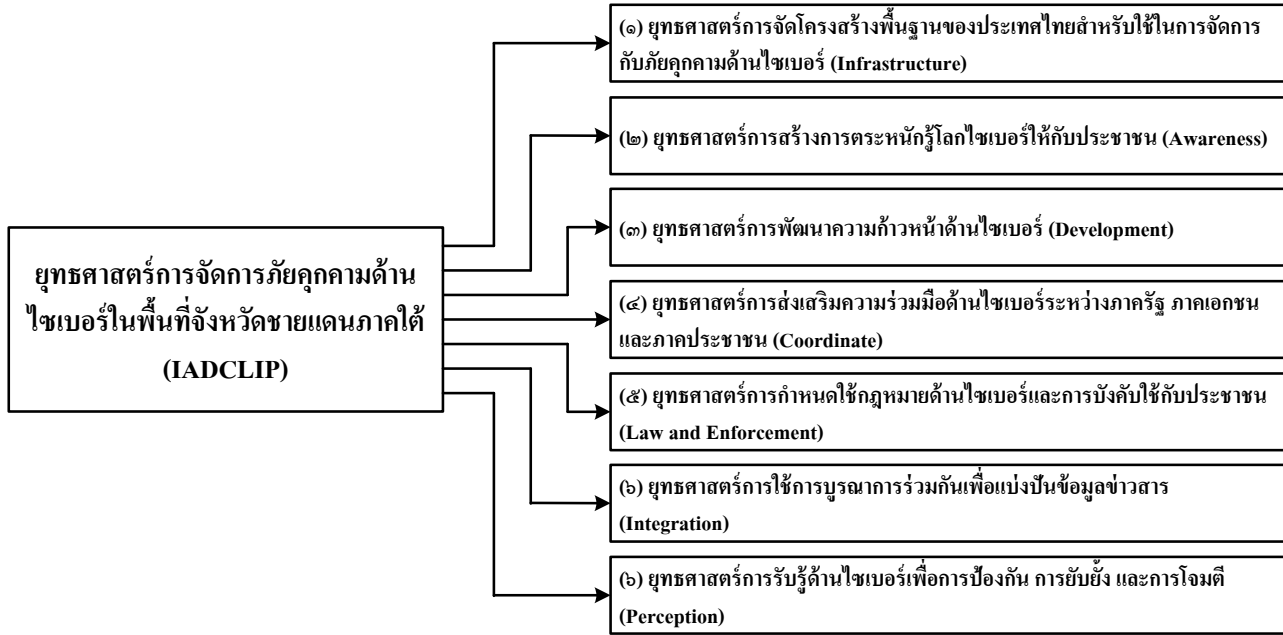 ยุทธศาสตร์การจัดการภัยคุกคามด้าน
ไซเบอร์ในพื้นที่จังหวัดชายแดนภาคใต้
(IADCLIP)
(๑) ยุทธศาสตร์การจัดโครงสร้างพื้นฐานของประเทศไทยสำหรับใช้ในการจัดการ
กับภัยคุกคามด้านไซเบอร์ (Infrastructure)
(๒) ยุทธศาสตร์การสร้างการตระหนักรู้โลกไซเบอร์ให้กับประชาชน (Awareness)
(๓) ยุทธศาสตร์การพัฒนาความก้าวหน้าด้านไซเบอร์ (Development)
(๔) ยุทธศาสตร์การส่งเสริมความร่วมมือด้านไซเบอร์ระหว่างภาครัฐ ภาคเอกชน
และภาคประชาชน (Coordinate)
(๕) ยุทธศาสตร์การกำหนดใช้กฎหมายด้านไซเบอร์และการบังคับใช้กับประชาชน
(Law and Enforcement)
(๖) ยุทธศาสตร์การใช้การบูรณาการร่วมกันเพื่อแบ่งปันข้อมูลข่าวสาร
(Integration)
(๖) ยุทธศาสตร์การรับรู้ด้านไซเบอร์เพื่อการป้องกัน การยับยั้ง และการโจมตี
(Perception)